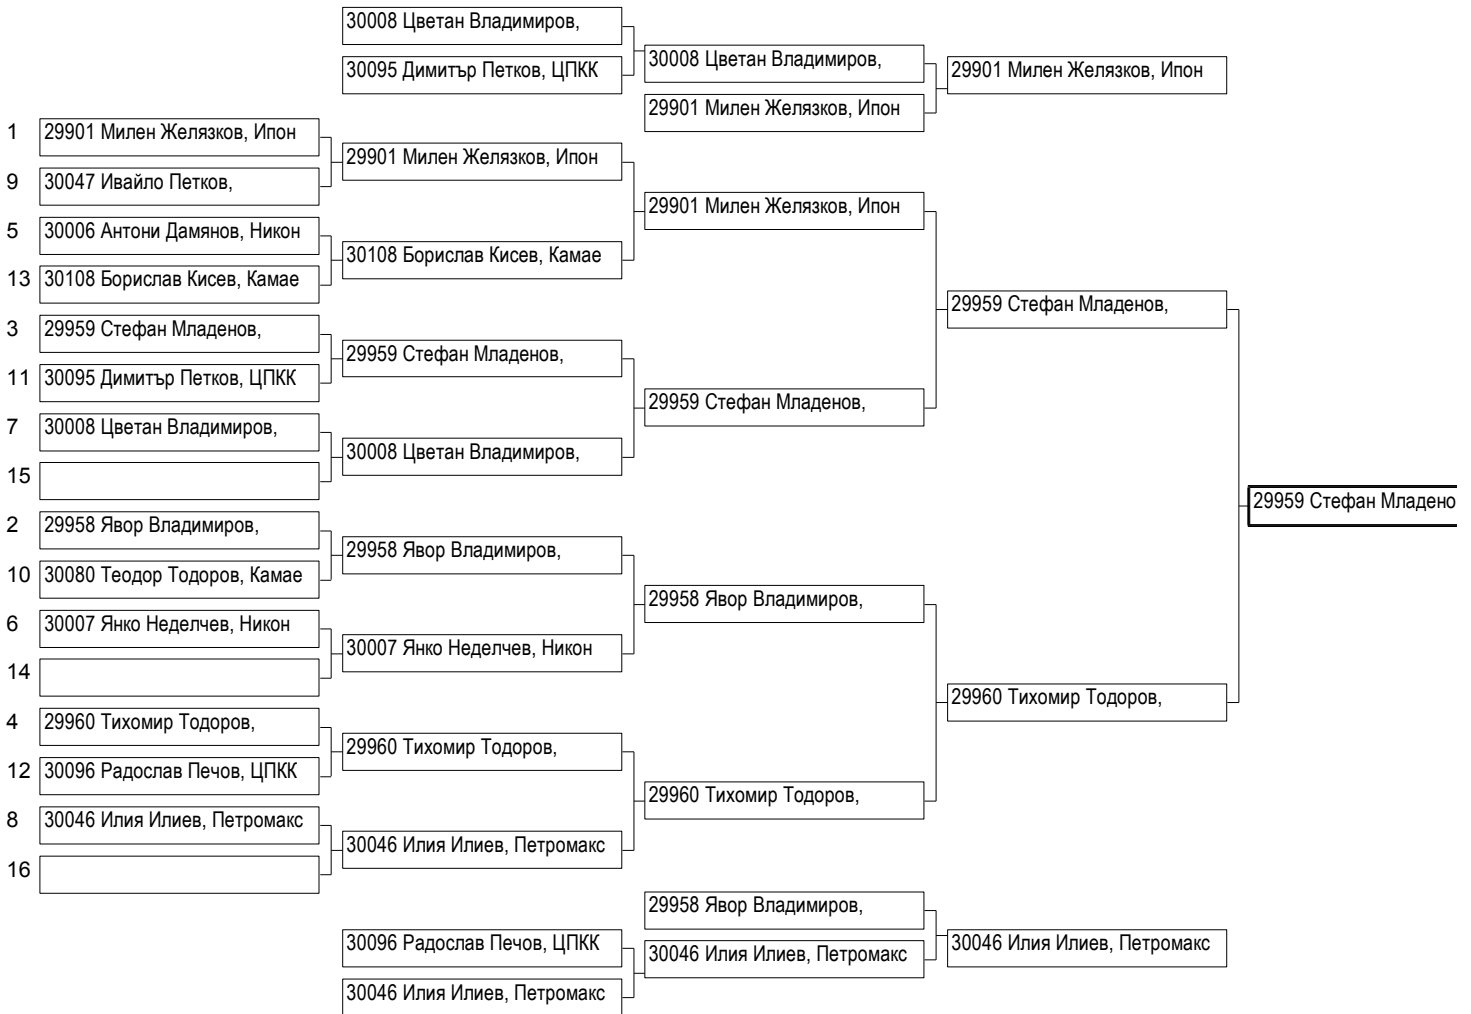 30008 Цветан Владимиров,
30095 Димитър Петков, ЦПКК
30008 Цветан Владимиров,
29901 Милен Желязков, Ипон
29901 Милен Желязков, Ипон
1 29901 Милен Желязков, Ипон
9 30047 Ивайло Петков,
5 30006 Антони Дамянов, Никон
13 30108 Борислав Кисев, Камае
3 29959 Стефан Младенов,
11 30095 Димитър Петков, ЦПКК
7 30008 Цветан Владимиров,
15
2 29958 Явор Владимиров,
10 30080 Теодор Тодоров, Камае
6 30007 Янко Неделчев, Никон
14
4 29960 Тихомир Тодоров,
12 30096 Радослав Печов, ЦПКК
8 30046 Илия Илиев, Петромакс
16
29901 Милен Желязков, Ипон
30108 Борислав Кисев, Камае
29959 Стефан Младенов,
30008 Цветан Владимиров,
29958 Явор Владимиров,
30007 Янко Неделчев, Никон
29960 Тихомир Тодоров,
30046 Илия Илиев, Петромакс
29901 Милен Желязков, Ипон
29959 Стефан Младенов,
29958 Явор Владимиров,
29960 Тихомир Тодоров,
29959 Стефан Младенов,
29960 Тихомир Тодоров,
29959 Стефан Младено
30096 Радослав Печов, ЦПКК
30046 Илия Илиев, Петромакс
29958 Явор Владимиров,
30046 Илия Илиев, Петромакс
30046 Илия Илиев, Петромакс